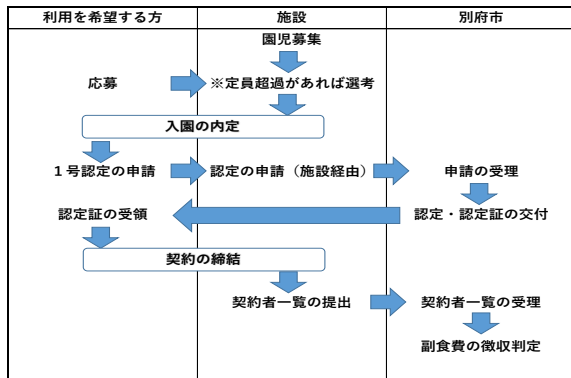 利用を希望する方 施設 別府市
園児募集
応募 ※定員超過があれば選考
入園の内定
１号認定の申請 認定の申請（施設経由） 申請の受理
認定証の受領 認定・認定証の交付
契約の締結
契約者一覧の提出 契約者一覧の受理
副食費の徴収判定